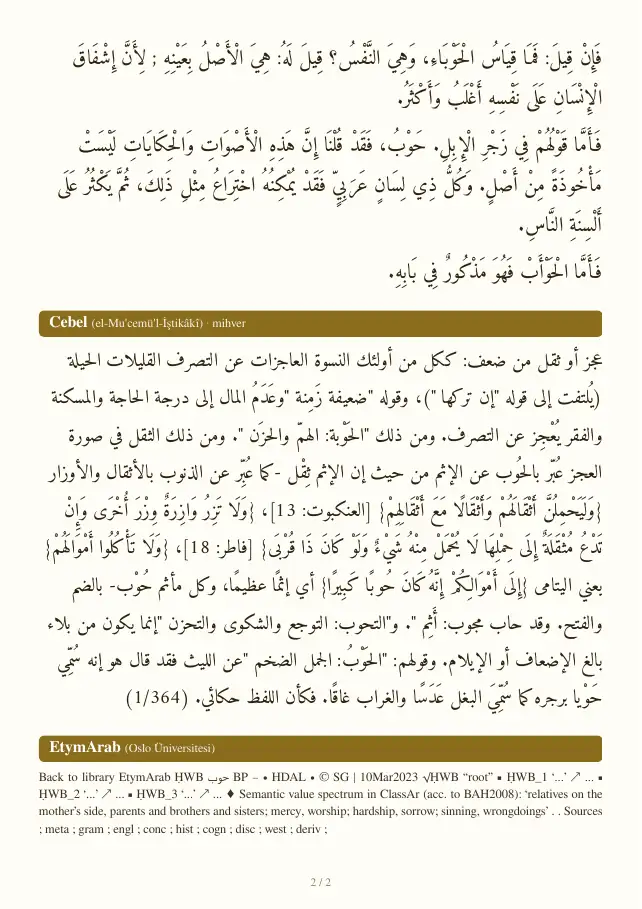 فَإِنْ قِيلَ: فَمَا قِيَاسُ الْحَوْبَاءِ، وَهِيَ النَّفْسُ؟ قِيلَ لَهُ: هِيَ الْأَصْلُ بِعَيْنِهِ ; لِأَنَّ إِشْفَاقَ
الْإِنْسَانِ عَلَى نَفْسِهِ أَغْلَبُ وَأَكْثَرُ.
فَأَمَّا قَوْلُهُمْ فِي زَجْرِ الْإِبِلِ. حَوْبُ، فَقَدْ قُلْنَا إِنَّ هَذِهِ الْأَصْوَاتِ وَالْحِكَايَاتِ لَيْسَتْ
مَأْخُوذَةً مِنْ أَصْلٍ. وَكُلُّ ذِي لِسَانٍ عَرَبِيٍّ فَقَدْ يُمْكِنُهُ اخْتِرَاعُ مِثْلِ ذَلِكَ، ثُمَّ يَكْثُرُ عَلَى
أَلْسِنَةِ النَّاسِ.
فَأَمَّا الْحَوْأَبُ فَهُوَ مَذْكُورٌ فِي بَابِهِ.
Cebel (el-Mu'cemü'l-İştikâkî) · mihver
عجز أو ثقل من ضعف: ككل من أولئك النسوة العاجزات عن التصرف القليلات الحيلة
(يُلتفت إلى قوله "إن تركها ")، وقوله "ضعيفة زَمِنة "وعَدَمُ المال إلى درجة الحاجة والمسكنة
والفقر يُعْجِز عن التصرف. ومن ذلك "الحَوْبة: الهمّ والحزَن ". ومن ذلك الثقل في صورة
العجز عُبّر بالحُوب عن الإثم من حيث إن الإثم ثِقْل -كما عُبِّر عن الذنوب بالأثقال والأوزار
{وَلَيَحْمِلُنَّ أَثْقَالَهُمْ وَأَثْقَالًا مَعَ أَثْقَالِهِمْ} [العنكبوت: 13]، {وَلَا تَزِرُ وَازِرَةٌ وِزْرَ أُخْرَى وَإِنْ
تَدْعُ مُثْقَلَةٌ إِلَى حِمْلِهَا لَا يُحْمَلْ مِنْهُ شَيْءٌ وَلَوْ كَانَ ذَا قُرْبَى} [فاطر: 18]، {وَلَا تَأْكُلُوا أَمْوَالَهُمْ}
يعني اليتامى {إِلَى أَمْوَالِكُمْ إِنَّهُ كَانَ حُوبًا كَبِيرًا} أي إثمًا عظيمًا، وكل مأثم حُوْب- بالضم
والفتح. وقد حاب مجوب: أَثِم ". و"التحوب: التوجع والشكوى والتحزن "إنما يكون من بلاء
بالغ الإضعاف أو الإيلام. وقولهم: "الحَوْبُ: الجمل الضخم "عن الليث فقد قال هو إنه سُمِّي
حَوْبا بزجره كما سُمِّيَ البغل عَدَسًا والغراب غاقًا. فكأن اللفظ حكائي. (1/364)
EtymArab (Oslo Üniversitesi)
Back to library EtymArab ḤWB حوب BP – • HDAL • © SG | 10Mar2023 √ḤWB “root” ▪ ḤWB_1 ‘...’ ↗ ... ▪
ḤWB_2 ‘...’ ↗ ... ▪ ḤWB_3 ‘...’ ↗ ... ♦ Semantic value spectrum in ClassAr (acc. to BAH2008): ‘relatives on the
mother’s side, parents and brothers and sisters; mercy, worship; hardship, sorrow; sinning, wrongdoings’ . . Sources
; meta ; gram ; engl ; conc ; hist ; cogn ; disc ; west ; deriv ;
2 / 2